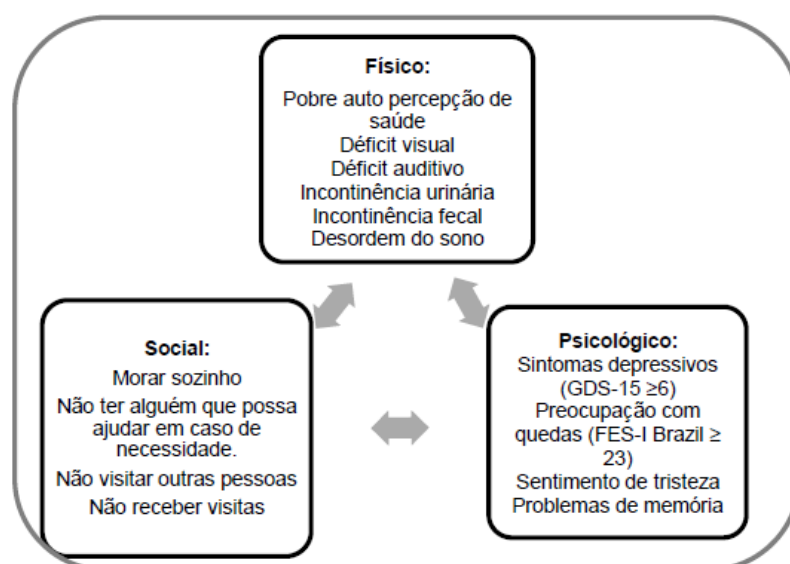 Físico:
Pobre auto percepção de
saúde
Déficit visual
Déficit auditivo
Incontinência urinária
Incontinência fecal
Desordem do sono
Social:
Morar sozinho
Não ter alguém que possa
ajudar em caso de
necessidade.
Não visitar outras pessoas
Não receber visitas
Psicológico:
Sintomas depressivos
(GDS-15 ≥6)
Preocupação com
quedas (FES-I Brazil ≥
23)
Sentimento de tristeza
Problemas de memória